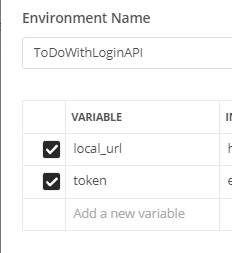 Environment Name
ToDoWithLoginAPI
VARIABLE
local_url
token
Add a new variable